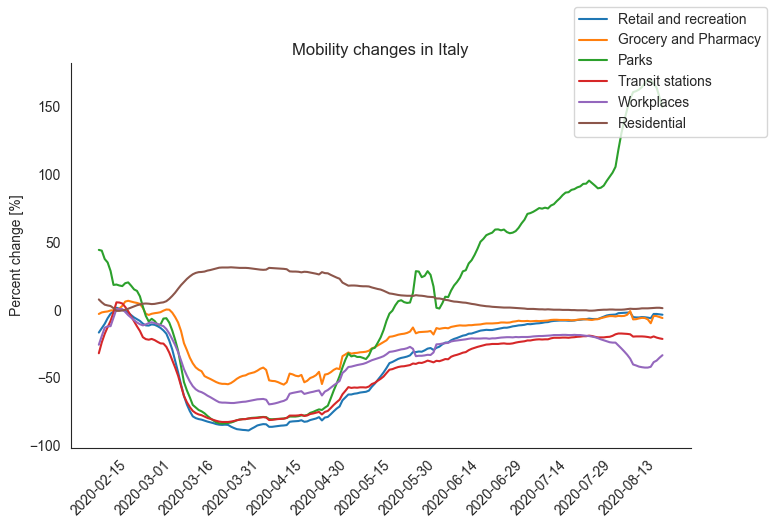 Mobility changes in Italy
Retail and recreation
Grocery and Pharmacy
Parks
Transit stations
Workplaces
Residential
Percent change [%]
150
100
50
0
−50
−100
2020-02-15
2020-03-01
2020-03-16
2020-03-31
2020-04-15
2020-04-30
2020-05-15
2020-05-30
2020-06-14
2020-06-29
2020-07-14
2020-07-29
2020-08-13